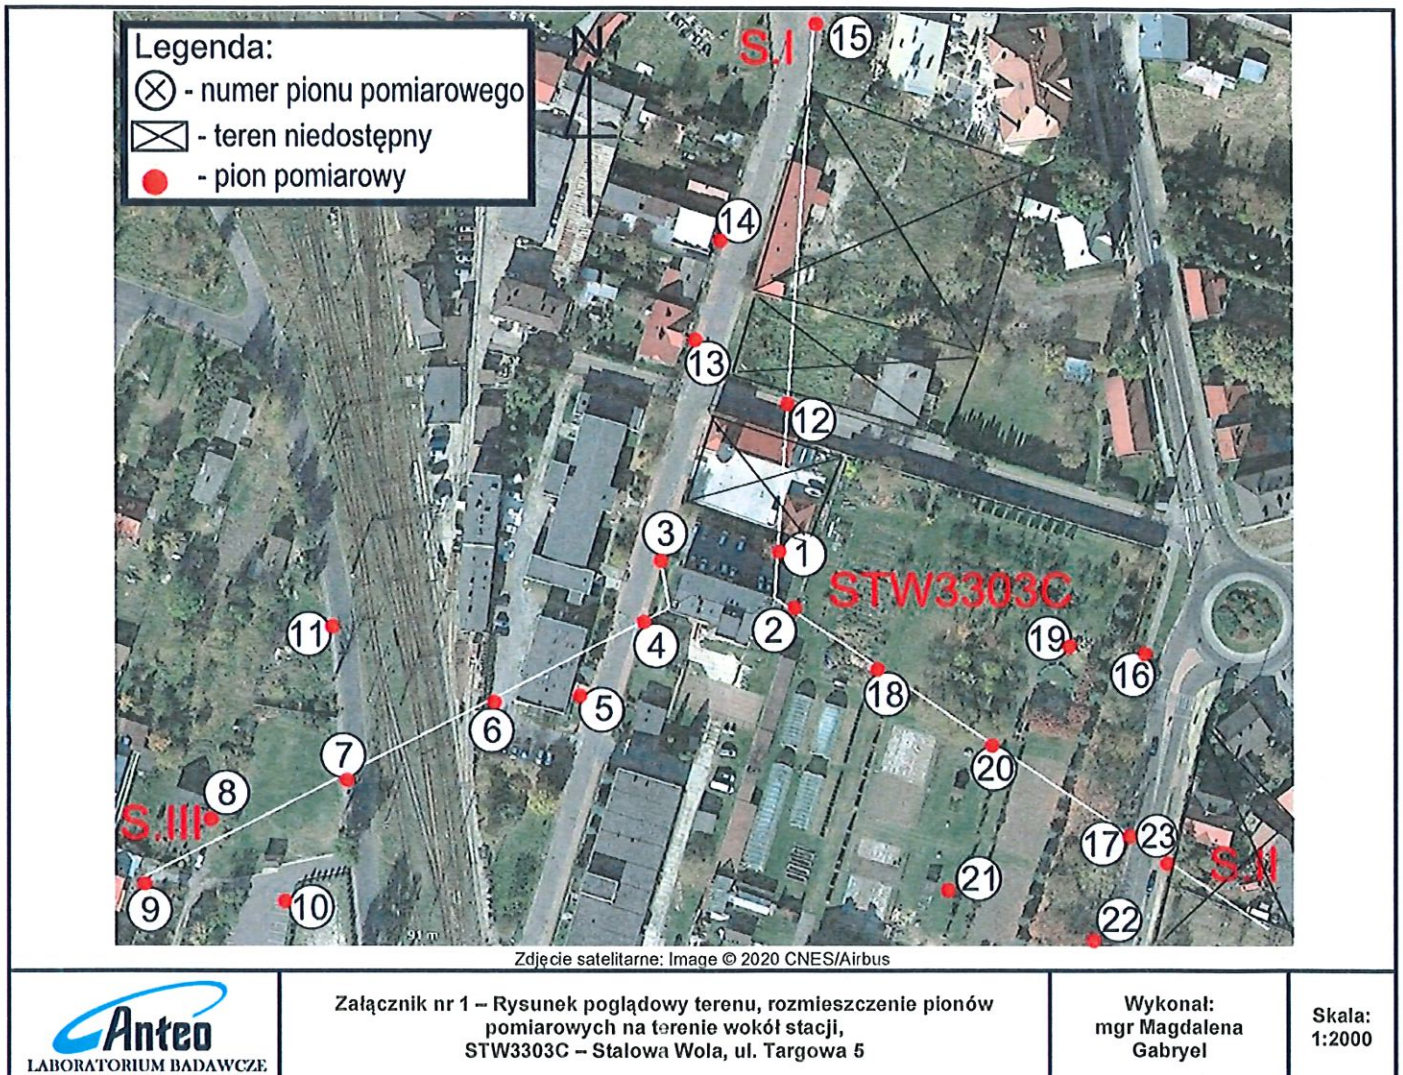 Legenda:
- numer pionu pomiarowego
- teren niedostępny
- pion pomiarowy
N
S.I
15
14
13
12
3
1
STW3303C
2
11
4
19
16
18
5
6
20
7
8
S.III
17
23
S.II
21
9
10
22
91 m
Zdjęcie satelitarne: Image © 2020 CNES/Airbus
Anteo
LABORATORIUM BADAWCZE
Załącznik nr 1 – Rysunek poglądowy terenu, rozmieszczenie pionów
pomiarowych na terenie wokół stacji,
STW3303C – Stalowa Wola, ul. Targowa 5
Wykonał:
mgr Magdalena
Gabryel
Skala:
1:2000